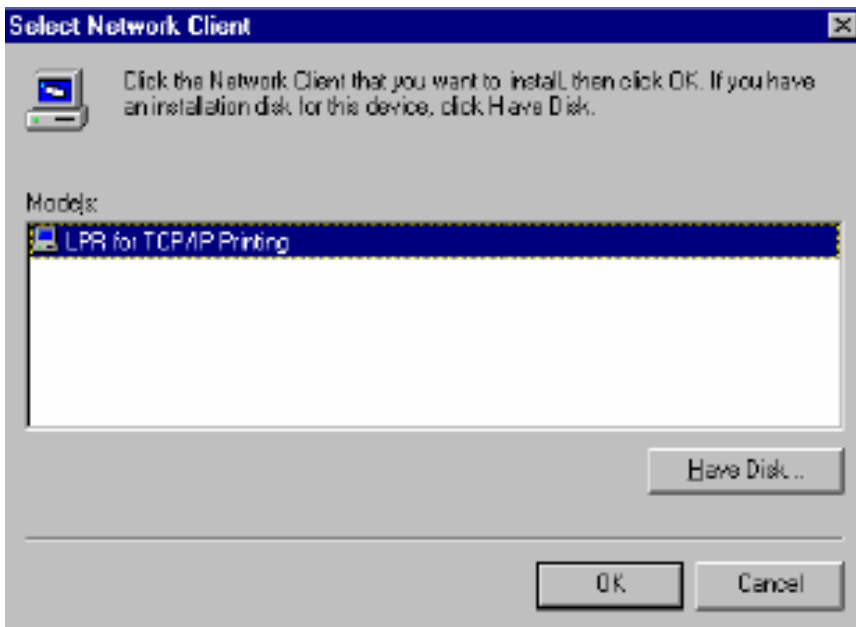 Select Network Client
Click the Network Client that you want to install, then click OK. If you have
an installation disk for this device, click Have Disk.
Models:
LPR for TCP/IP Printing
Have Disk...
OK
Cancel